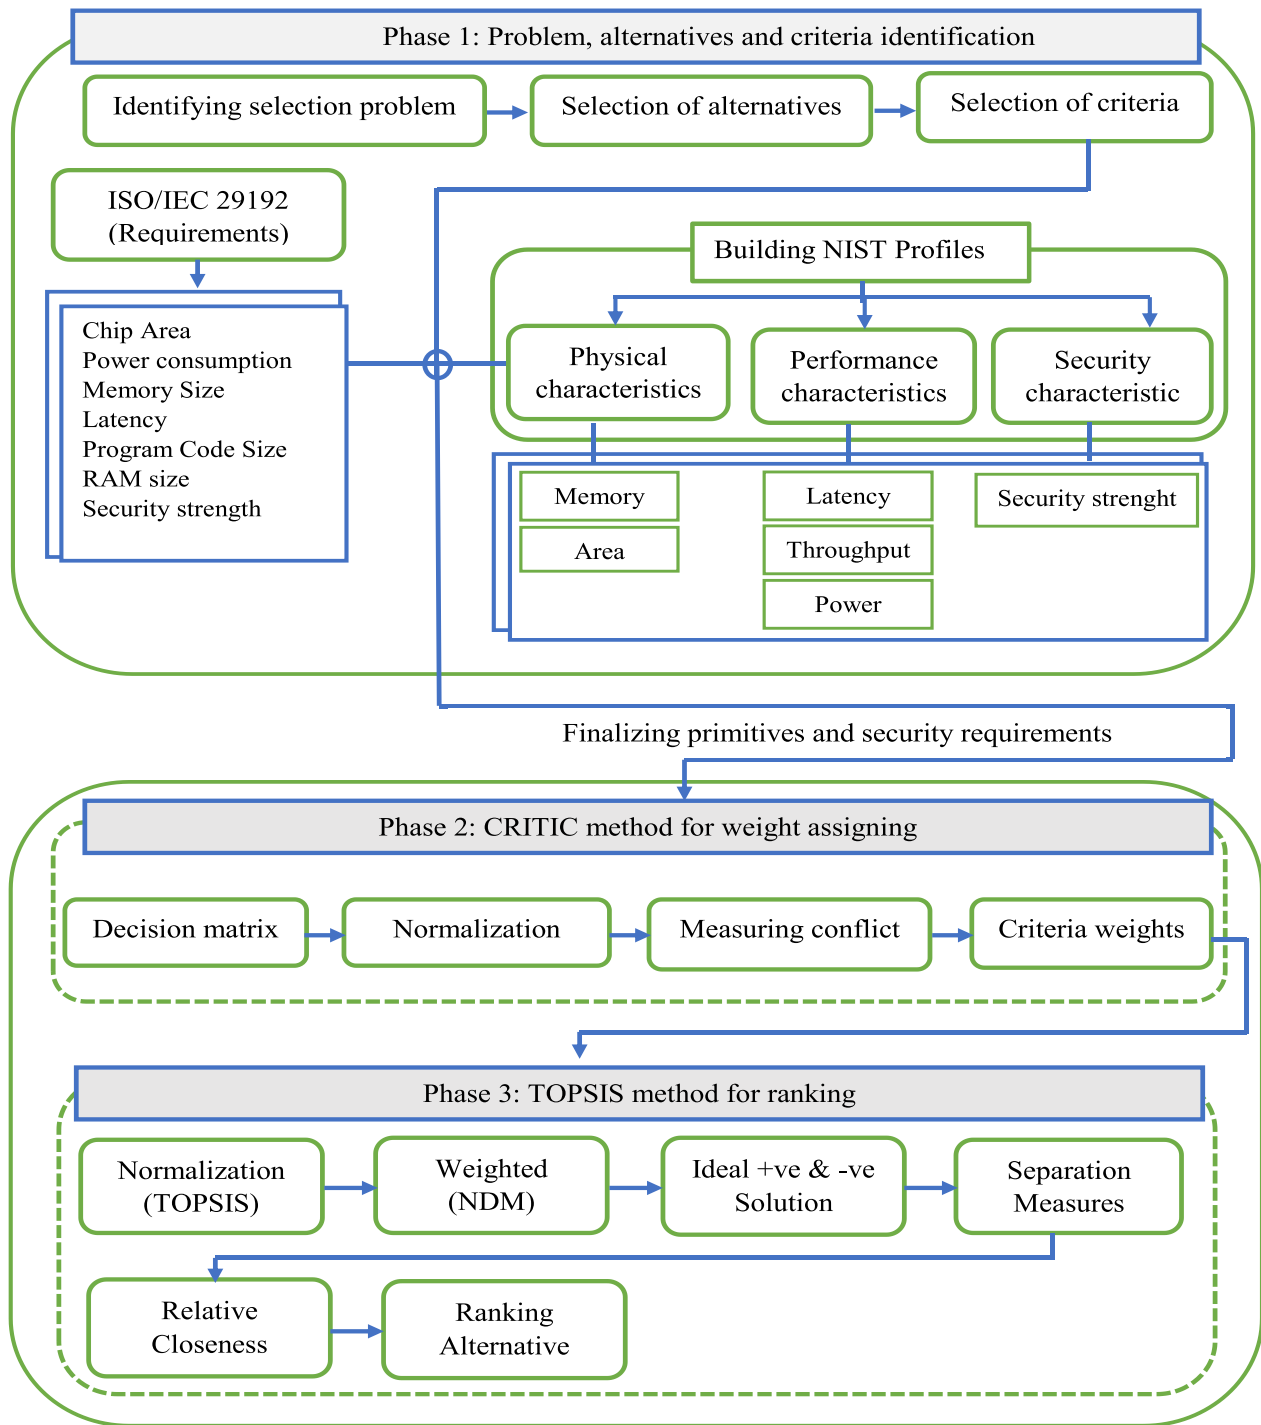 Phase 1: Problem, alternatives and criteria identification
Identifying selection problem
Selection of alternatives
Selection of criteria
ISO/IEC 29192
(Requirements)
Chip Area
Power consumption
Memory Size
Latency
Program Code Size
RAM size
Security strength
Building NIST Profiles
Physical
characteristics
Performance
characteristics
Security
characteristic
Memory
Area
Latency
Throughput
Power
Security strenght
Finalizing primitives and security requirements
Phase 2: CRITIC method for weight assigning
Decision matrix
Normalization
Measuring conflict
Criteria weights
Phase 3: TOPSIS method for ranking
Normalization
(TOPSIS)
Weighted
(NDM)
Ideal +ve & -ve
Solution
Separation
Measures
Relative
Closeness
Ranking
Alternative